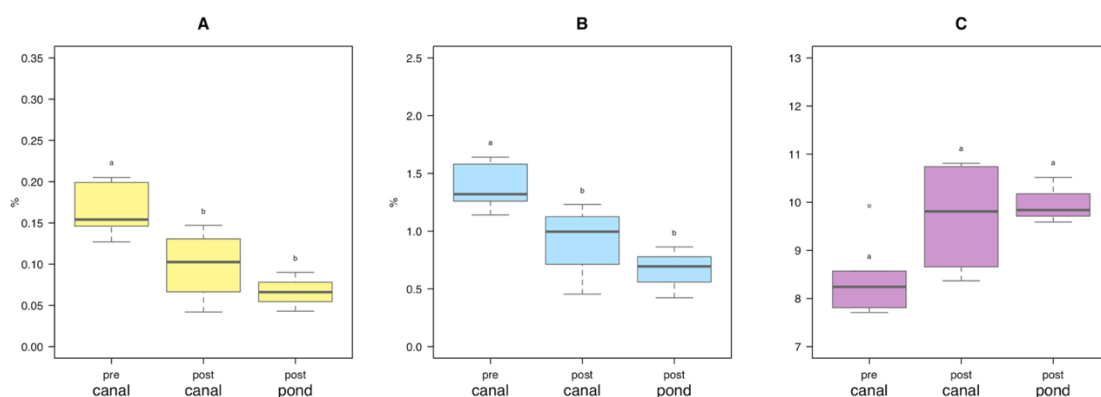 A
0.35
0.30
0.25
0.20
0.15
0.10
0.05
0.00
%
a
b
b
pre
canal
post
canal
post
pond
B
2.5
2.0
1.5
1.0
0.5
0.0
%
a
b
b
pre
canal
post
canal
post
pond
C
13
12
11
10
9
8
7
a
a
a
pre
canal
post
canal
post
pond